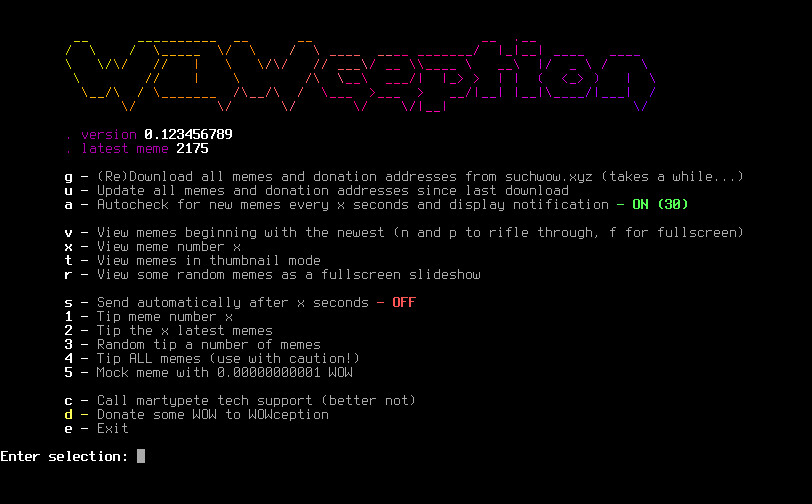 WOWception
. version 0.123456789
. latest meme 2175
g - (Re)Download all memes and donation addresses from suchwow.xyz (takes a while...)
u - Update all memes and donation addresses since last download
a - Autocheck for new memes every x seconds and display notification - ON (30)
v - View memes beginning with the newest (n and p to rifle through, f for fullscreen)
x - View meme number x
t - View memes in thumbnail mode
r - View some random memes as a fullscreen slideshow
s - Send automatically after x seconds - OFF
1 - Tip meme number x
2 - Tip the x latest memes
3 - Random tip a number of memes
4 - Tip ALL memes (use with caution!)
5 - Mock meme with 0.00000000001 WOW
c - Call martypete tech support (better not)
d - Donate some WOW to WOWception
e - Exit
Enter selection: